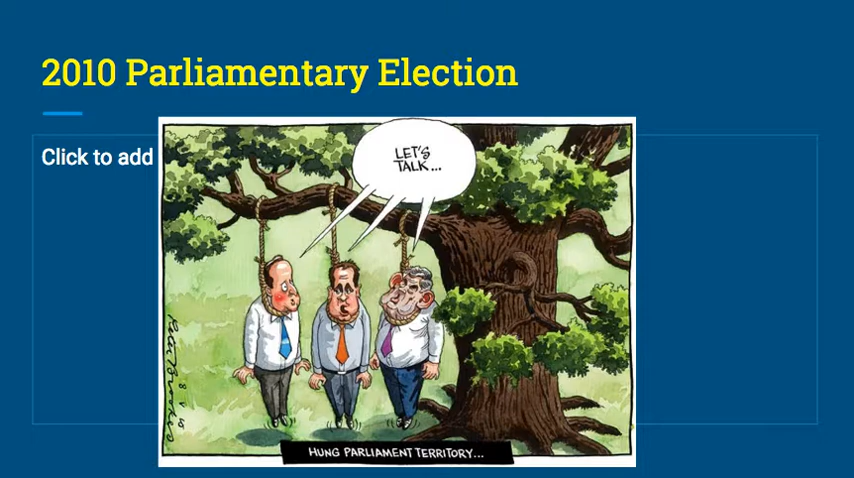 2010 Parliamentary Election
Click to add
LET'S
TALK...
HUNG PARLIAMENT TERRITORY...